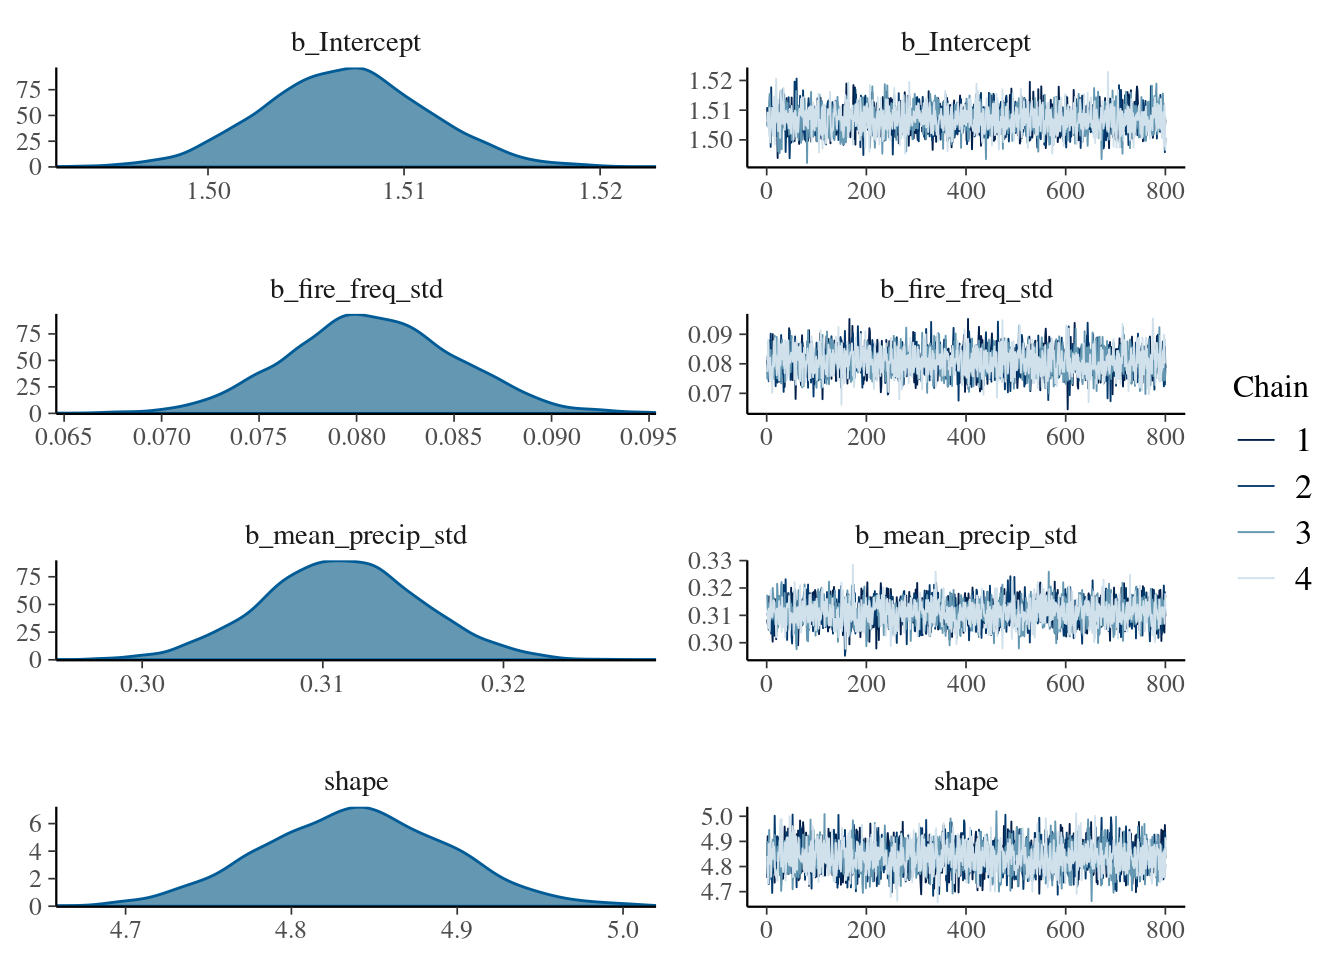 b_Intercept
b_Intercept
75
50
25
0
1.50 1.51 1.52
1.52
1.51
1.50
0 200 400 600 800
b_fire_freq_std
b_fire_freq_std
75
50
25
0
0.065 0.070 0.075 0.080 0.085 0.090 0.095
0.09
0.08
0.07
0 200 400 600 800
b_mean_precip_std
b_mean_precip_std
75
50
25
0
0.30 0.31 0.32
0.33
0.32
0.31
0.30
0 200 400 600 800
shape
shape
6
4
2
0
4.7 4.8 4.9 5.0
5.0
4.9
4.8
4.7
0 200 400 600 800
Chain
1
2
3
4